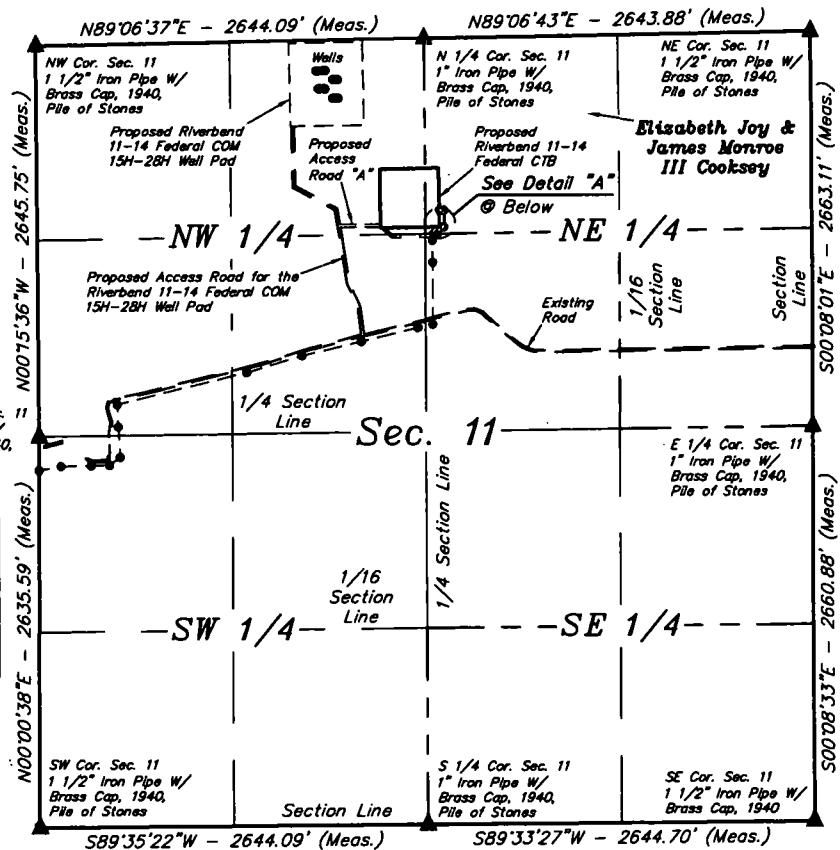 N89°06'37"E - 2644.09' (Meas.)
N89°06'43"E - 2643.88' (Meas.)
NW Cor. Sec. 11
1 1/2" Iron Pipe W/
Brass Cap, 1940,
Pile of Stones
Wells
N 1/4 Cor. Sec. 11
1" Iron Pipe W/
Brass Cap, 1940,
Pile of Stones
NE Cor. Sec. 11
1 1/2" Iron Pipe W/
Brass Cap, 1940,
Pile of Stones
Proposed Riverbend
11-14 Federal COM
15H-28H Well Pad
Proposed
Access
Road "A"
Proposed
Riverbend 11-14
Federal CTB
Elizabeth Joy &
James Monroe
III Cooksey
See Detail "A"
@ Below
N00°15'36"W - 2645.75' (Meas.)
S00°08'01"E - 2663.11' (Meas.)
NW 1/4
NE 1/4
Proposed Access Road for the
Riverbend 11-14 Federal COM
15H-28H Well Pad
Existing
Road
1/16
Section
Line
Section
Line
1/4 Section
Line
Sec. 11
11
E 1/4 Cor. Sec. 11
1" Iron Pipe W/
Brass Cap, 1940,
Pile of Stones
1/4 Section Line
1/16
Section
Line
N00°00'38"E - 2635.59' (Meas.)
S00°08'33"E - 2660.88' (Meas.)
SW 1/4
SE 1/4
SW Cor. Sec. 11
1 1/2" Iron Pipe W/
Brass Cap, 1940,
Pile of Stones
Section Line
S 1/4 Cor. Sec. 11
1" Iron Pipe W/
Brass Cap, 1940,
Pile of Stones
SE Cor. Sec. 11
1 1/2" Iron Pipe W/
Brass Cap, 1940
S89°35'22"W - 2644.09' (Meas.)
S89°33'27"W - 2644.70' (Meas.)